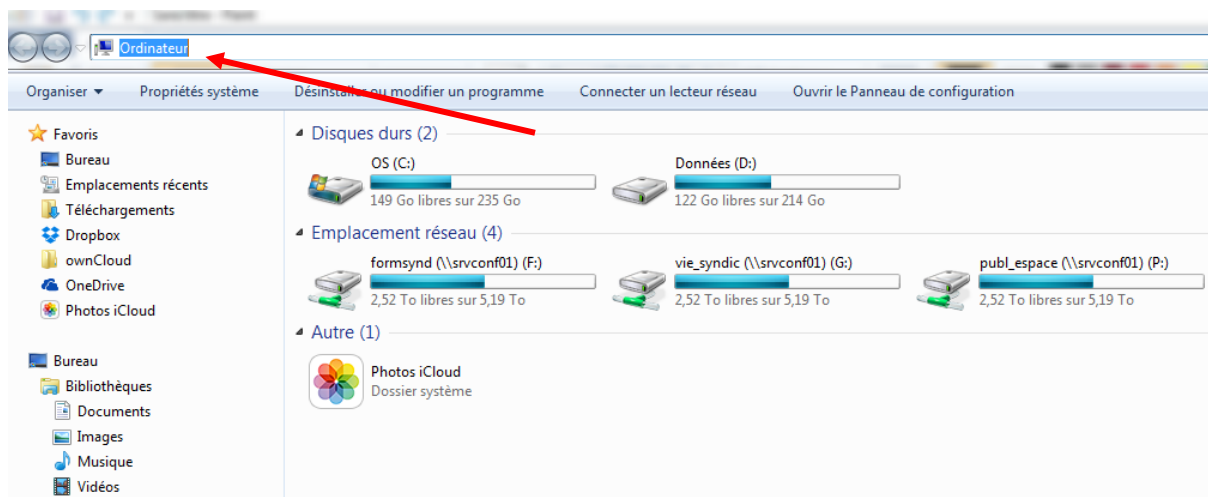 Ordinateur
Organiser Propriétés système Désinstaller ou modifier un programme Connecter un lecteur réseau Ouvrir le Panneau de configuration
Favoris
Bureau
Emplacements récents
Téléchargements
Dropbox
ownCloud
OneDrive
Photos iCloud
Bureau
Bibliothèques
Documents
Images
Musique
Vidéos
Disques durs (2)
OS (C:)
149 Go libres sur 235 Go
Données (D:)
122 Go libres sur 214 Go
Emplacement réseau (4)
formsynd (\\srvconf01) (F:)
2,52 To libres sur 5,19 To
vie_syndic (\\srvconf01) (G:)
2,52 To libres sur 5,19 To
publ_espace (\\srvconf01) (P:)
2,52 To libres sur 5,19 To
Autre (1)
Photos iCloud
Dossier système